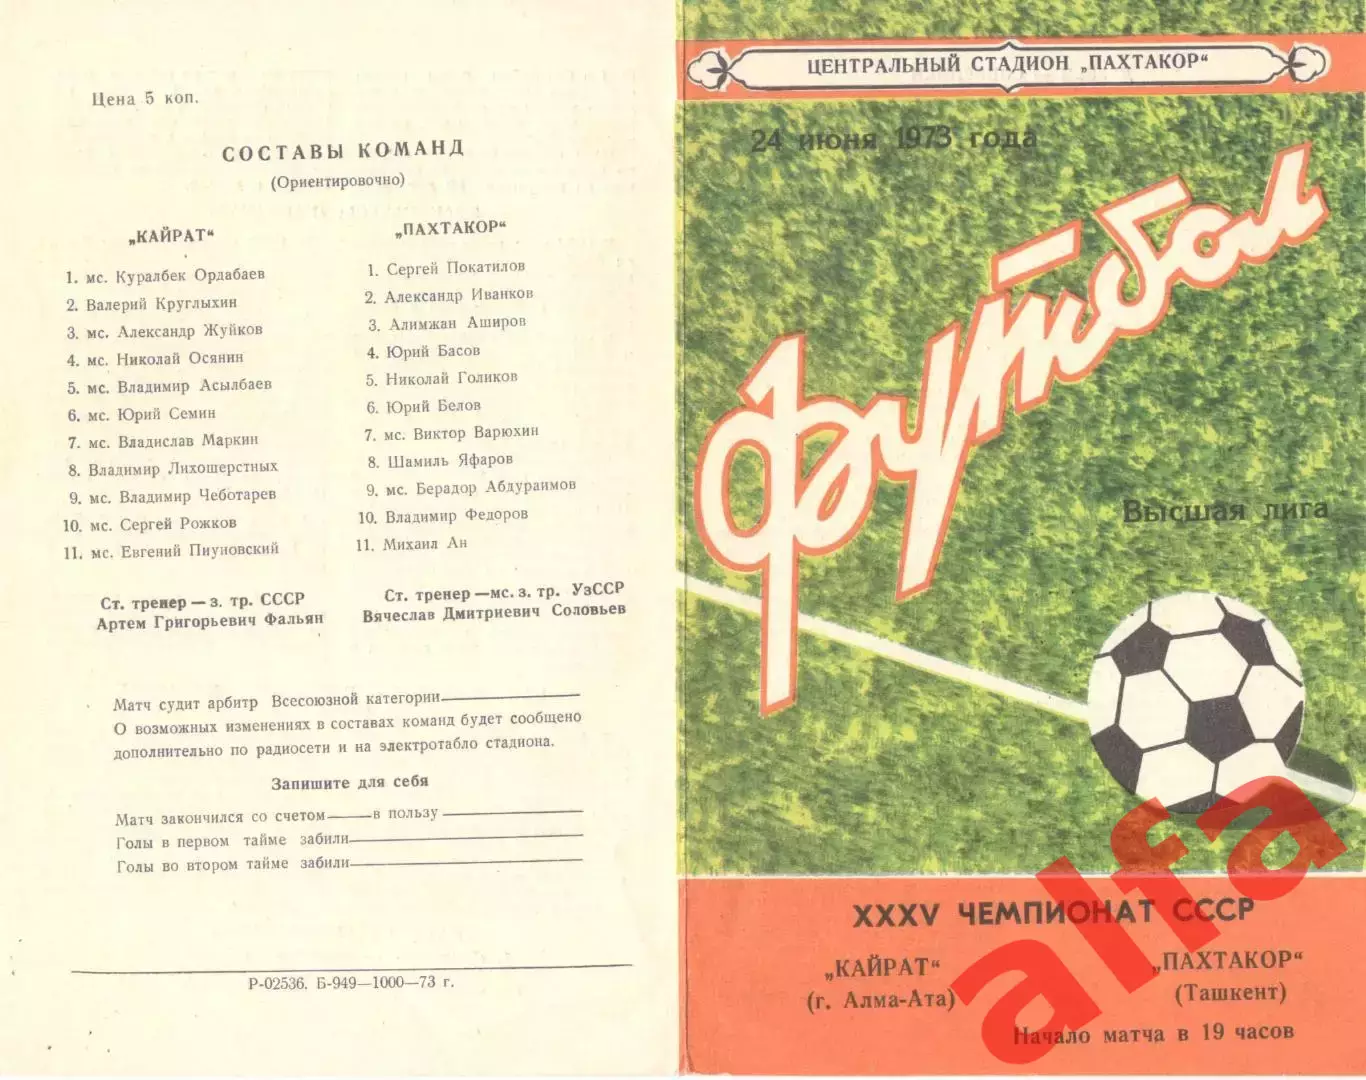 Цена 5 коп.
СОСТАВЫ КОМАНД
(Ориентировочно)
„КАЙРАТ“
1. мс. Куралбек Ордабаев
2. Валерий Круглыхин
3. мс. Александр Жуйков
4. мс. Николай Осянин
5. мс. Владимир Асылбаев
6. мс. Юрий Семин
7. мс. Владислав Маркин
8. Владимир Лихошерстных
9. мс. Владимир Чеботарев
10. мс. Сергей Рожков
11. мс. Евгений Пиуновский
Ст. тренер — з. тр. СССР
Артем Григорьевич Фальян
„ПАХТАКОР“
1. Сергей Покатилов
2. Александр Иванков
3. Алимжан Аширов
4. Юрий Басов
5. Николай Голиков
6. Юрий Белов
7. мс. Виктор Варюхин
8. Шамиль Яфаров
9. мс. Берадор Абдураимов
10. Владимир Федоров
11. Михаил Ан
Ст. тренер—мс. з. тр. УзССР
Вячеслав Дмитриевич Соловьев
Матч судит арбитр Всесоюзной категории
О возможных изменениях в составах команд будет сообщено
дополнительно по радиосети и на электротабло стадиона.
Запишите для себя
Матч закончился со счетом в пользу
Голы в первом тайме забили
Голы во втором тайме забили
Р-02536. Б-949—1000—73 г.
ЦЕНТРАЛЬНЫЙ СТАДИОН „ПАХТАКОР“
24 июня 1973 года
Футбол
Высшая лига
XXXV ЧЕМПИОНАТ СССР
„КАЙРАТ“
(г. Алма-Ата)
„ПАХТАКОР“
(Ташкент)
Начало матча в 19 часов
alfa